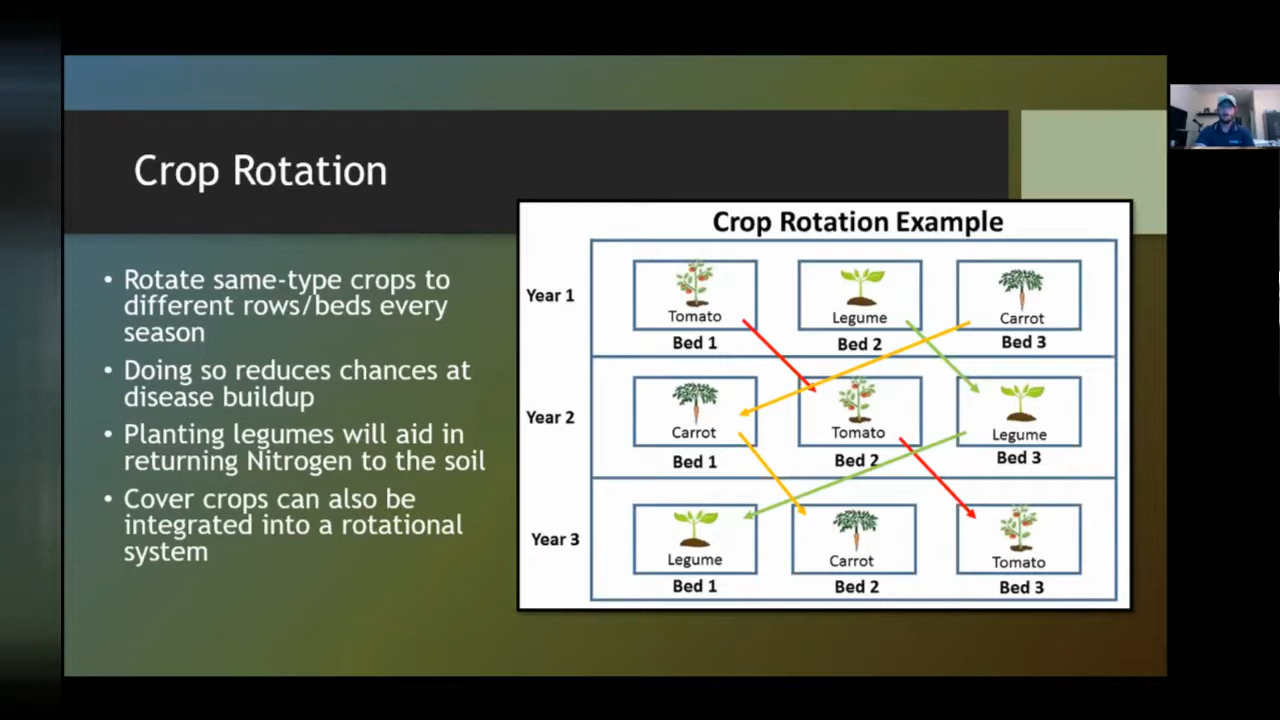 Crop Rotation
• Rotate same-type crops to
different rows/beds every
season
• Doing so reduces chances at
disease buildup
• Planting legumes will aid in
returning Nitrogen to the soil
• Cover crops can also be
integrated into a rotational
system
Crop Rotation Example
Year 1
Tomato
Legume
Carrot
Bed 1
Bed 2
Bed 3
Year 2
Carrot
Tomato
Legume
Bed 1
Bed 2
Bed 3
Year 3
Legume
Carrot
Tomato
Bed 1
Bed 2
Bed 3